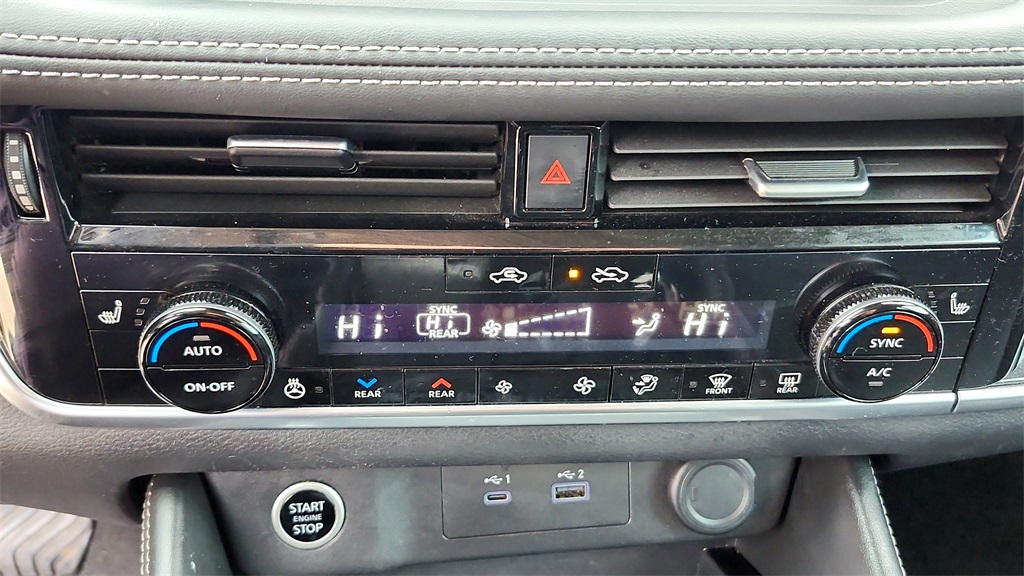 SYNC
SYNC
Hi
Hi
REAR
Hi
AUTO
ON·OFF
SYNC
A/C
REAR
REAR
FRONT
REAR
1
2
START
ENGINE
STOP